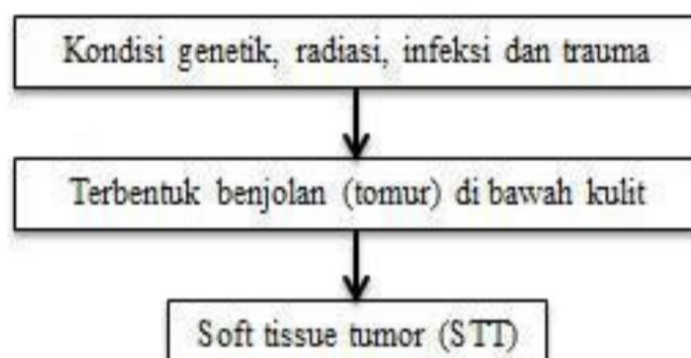 Kondisi genetik, radiasi, infeksi dan trauma
Terbentuk benjolan (tomur) di bawah kulit
Soft tissue tumor (STT)